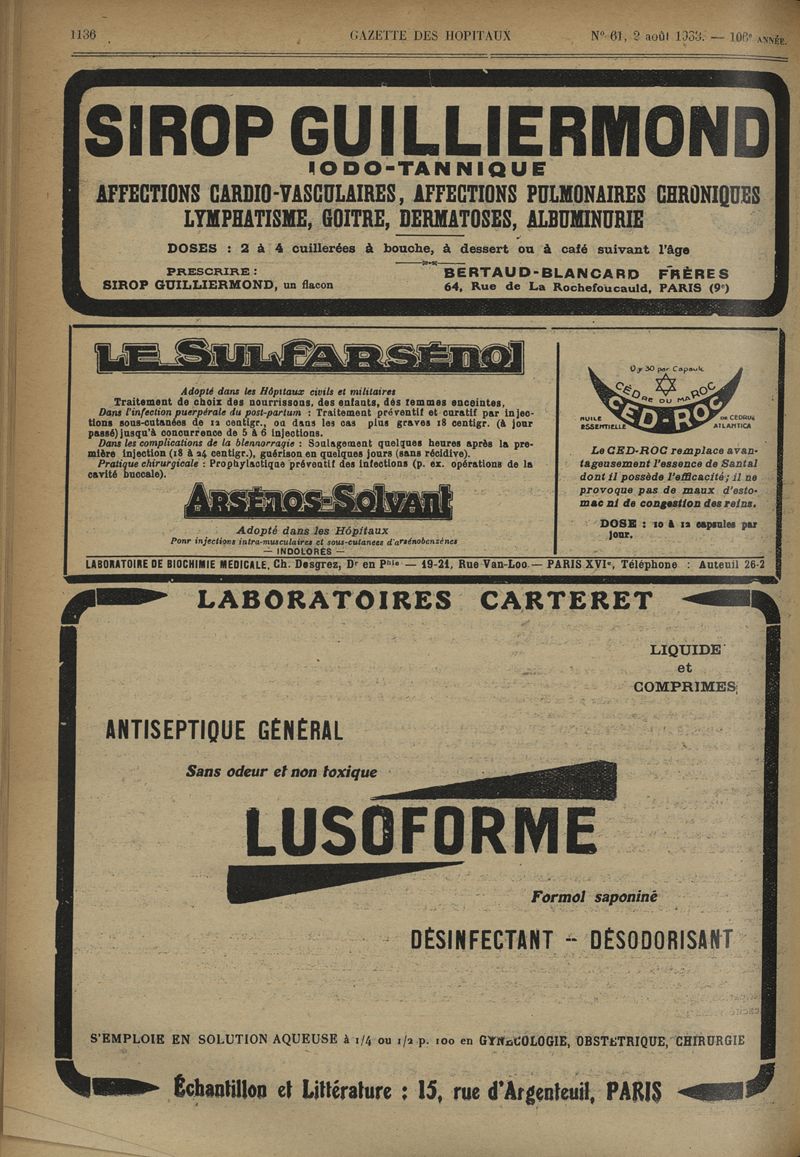 1136 GAZETTE DES HOPITAUX Nº 61, 2 août 1933. — 106e ANNÉE.
SIROP GUILLIERMOND
IODO-TANNIQUE
AFFECTIONS CARDIO-VASCULAIRES, AFFECTIONS PULMONAIRES CHRONIQUES
LYMPHATISME, GOITRE, DERMATOSES, ALBUMINURIE
DOSES : 2 à 4 cuillerées à bouche, à dessert ou à café suivant l'âge
PRESCRIRE :
SIROP GUILLIERMOND, un flacon
BERTAUD-BLANCARD FRÈRES
64, Rue de La Rochefoucauld, PARIS (9e)
LE SULFARSÉNOL
Adopté dans les Hôpitaux civils et militaires
Traitement de choix des nourrissons, des enfants, dés femmes enceintes.
Dans l'infection puerpérale du post-partum : Traitement préventif et curatif par injec-
tions sous-cutanées de 12 centigr., ou dans les cas plus graves 18 centigr. (à jour
passé) jusqu'à concurrence de 5 à 6 injections.
Dans les complications de la blennorragie : Soulagement quelques heures après la pre-
mière injection (18 à 24 centigr.), guérison en quelques jours (sans récidive).
Pratique chirurgicale : Prophylactique préventif des infections (p. ex. opérations de la
cavité buccale).
ARSÉNOS-SOLVANT
Adopté dans les Hôpitaux
Pour injections intra-musculaires et sous-cutanées d'arsénobenzènes
— INDOLORES —
0,y 30 par Capsule
CÈDRE DU MAROC
CED-ROC
HUILE ESSENTIELLE
DE CEDRUS ATLANTICA
Le CED-ROC remplace avan-
tageusement l'essence de Santal
dont il possède l'efficacité; il ne
provoque pas de maux d'esto-
mac ni de congestion des reins.
DOSE : 10 à 12 capsules par
jour.
LABORATOIRE DE BIOCHIMIE MÉDICALE. Ch. Desgrez, Dr en Phie — 19-21, Rue Van-Loo — PARIS XVIe, Téléphone : Auteuil 26-2
LABORATOIRES CARTERET
LIQUIDE
et
COMPRIMES
ANTISEPTIQUE GÉNÉRAL
Sans odeur et non toxique
LUSOFORME
Formol saponiné
DÉSINFECTANT - DÉSODORISANT
S'EMPLOIE EN SOLUTION AQUEUSE à 1/4 ou 1/2 p. 100 en GYNECOLOGIE, OBSTETRIQUE, CHIRURGIE
Échantillon et Littérature : 15, rue d'Argenteuil, PARIS